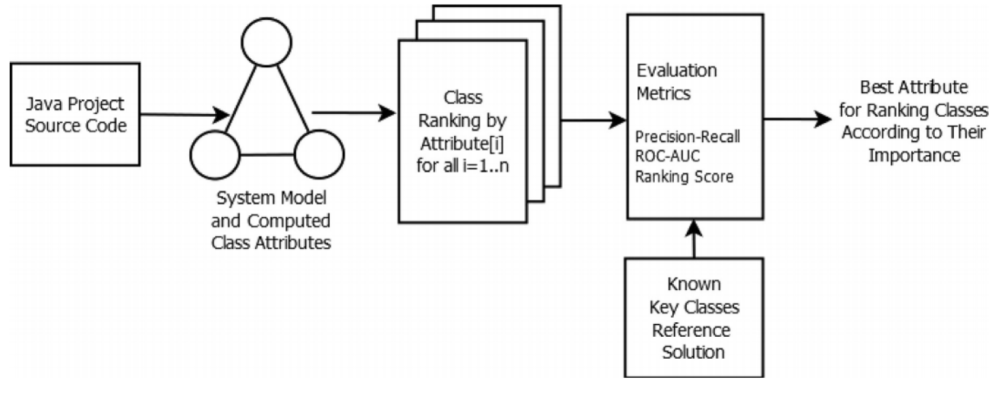 Java Project
Source Code
System Model
and Computed
Class Attributes
Class
Ranking by
Attribute[i]
for all i=1..n
Evaluation
Metrics
Precision-Recall
ROC-AUC
Ranking Score
Known
Key Classes
Reference
Solution
Best Attribute
for Ranking Classes
According to Their
Importance